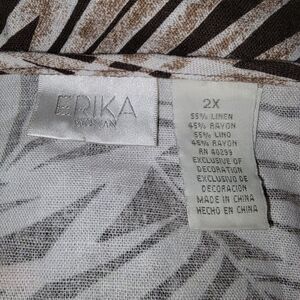 ERIKA
WOMAN
2X
55% LINEN
45% RAYON
55% LINO
45% RAYON
RN 40299
EXCLUSIVE OF
DECORATION
EXCLUSIVO DE
DECORACION
MADE IN CHINA
HECHO EN CHINA